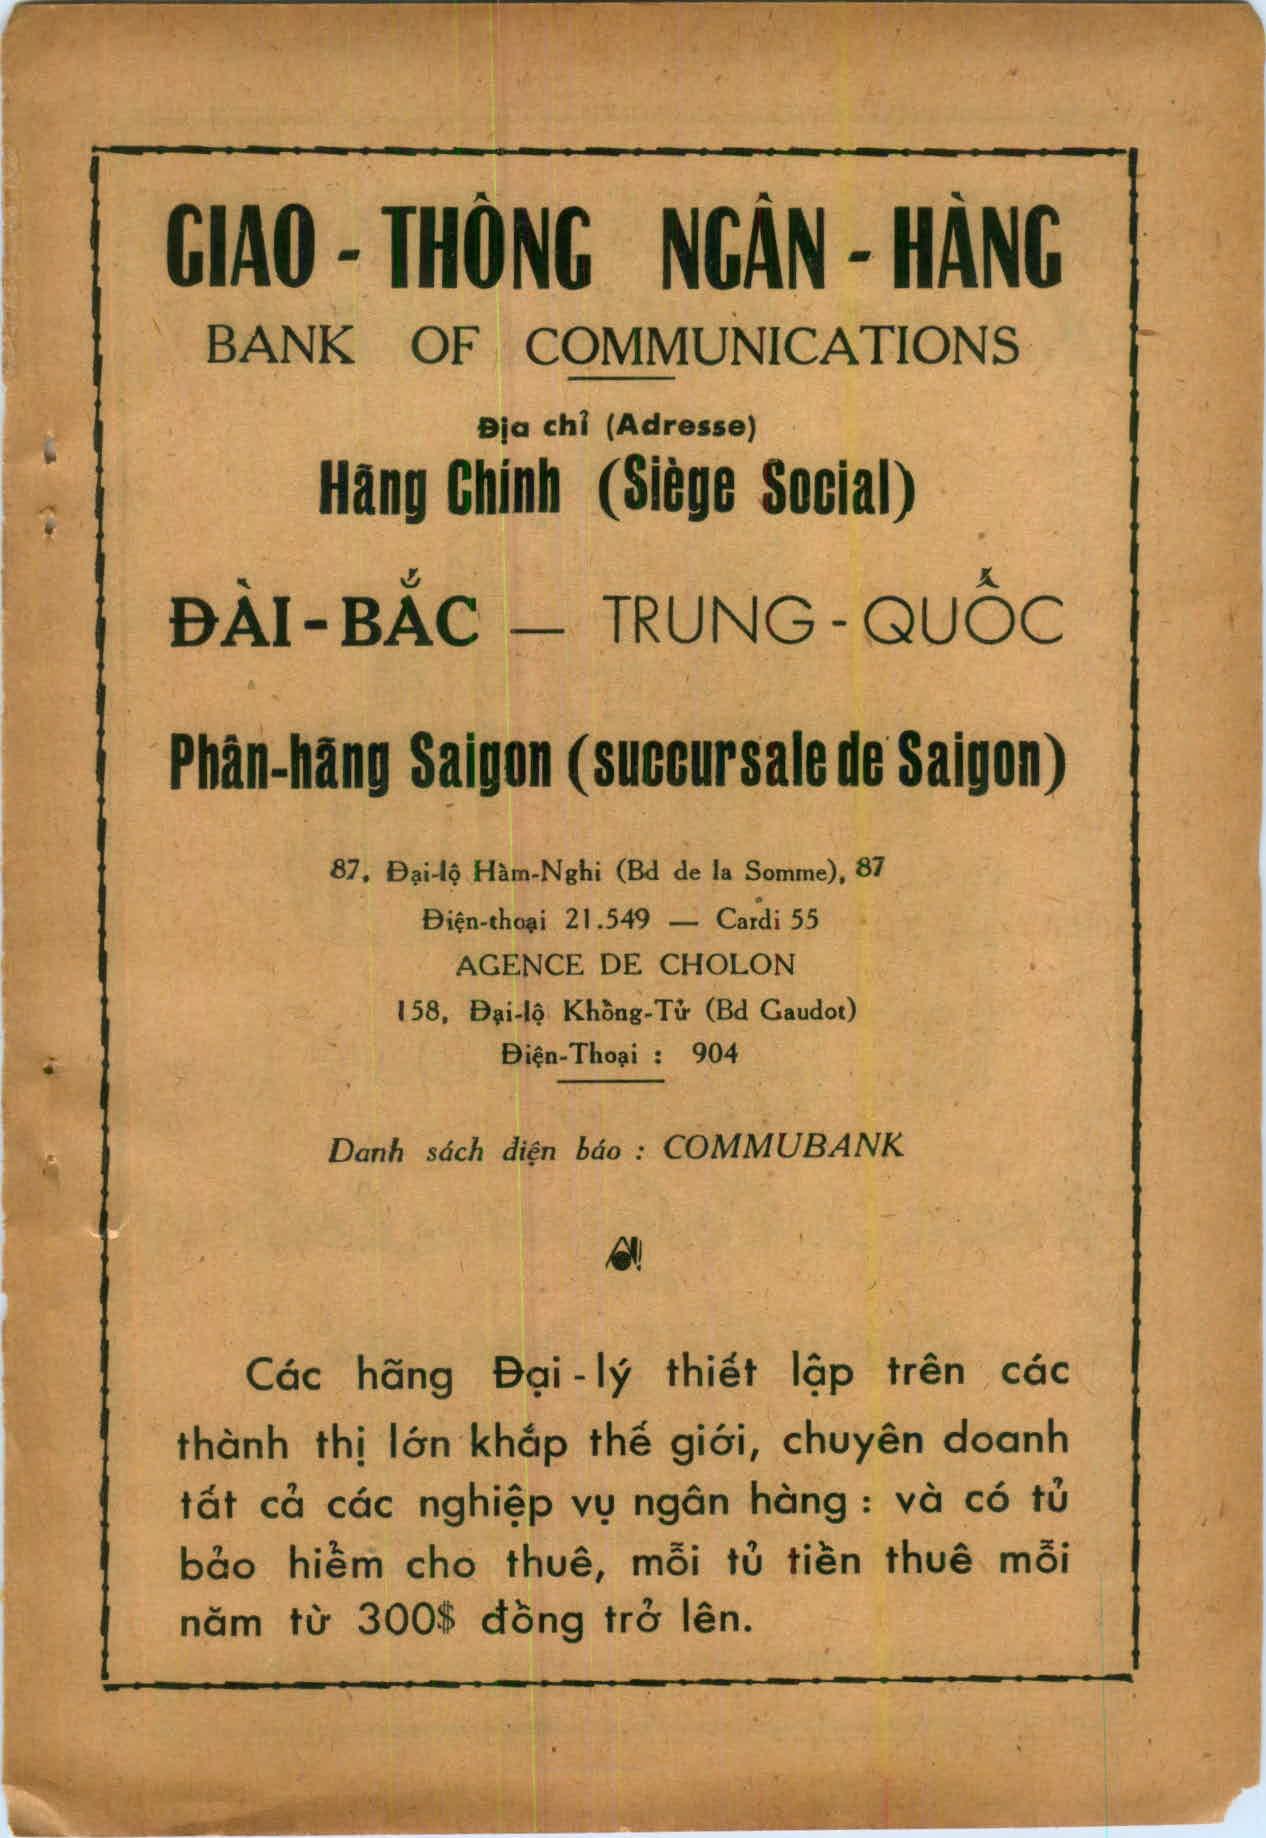 GIAO - THÔNG NGÂN - HÀNG
BANK OF COMMUNICATIONS
Địa chỉ (Adresse)
Hãng Chính (Siège Social)
ĐÀI - BẮC — TRUNG - QUỐC
Phân-hãng Saigon (succursale de Saigon)
87, Đại-lộ Hàm-Nghi (Bd de la Somme), 87
Điện-thoại 21.549 — Cardi 55
AGENCE DE CHOLON
158, Đại-lộ Khồng-Tử (Bd Gaudot)
Điện-Thoại : 904
Danh sách điện báo : COMMUBANK
Các hãng Đại - lý thiết lập trên các
thành thị lớn khắp thế giới, chuyên doanh
tất cả các nghiệp vụ ngân hàng : và có tủ
bảo hiểm cho thuê, mỗi tủ tiền thuê mỗi
năm từ 300$ đồng trở lên.